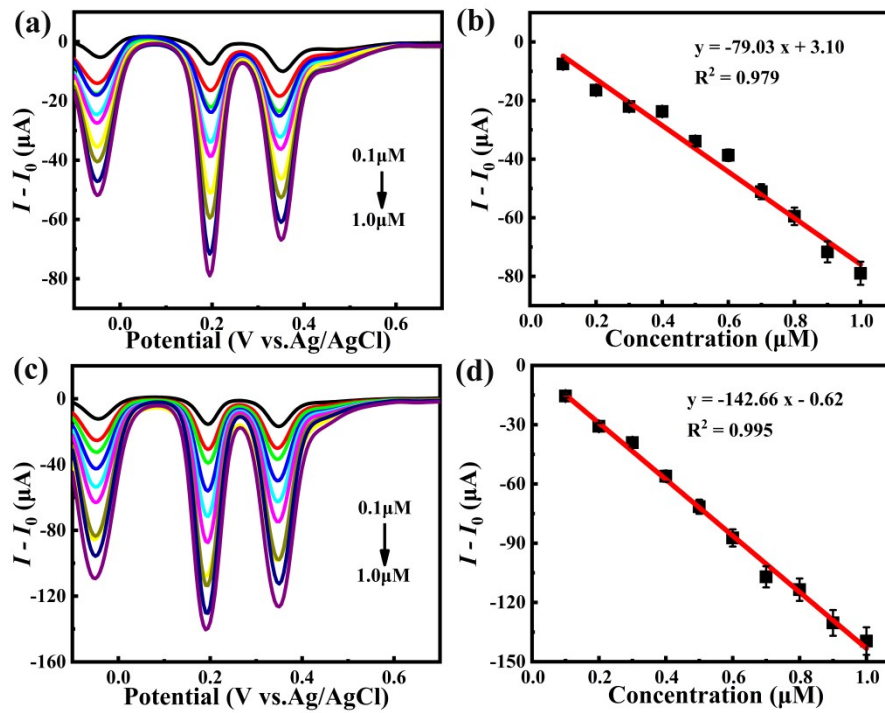 (a)
0
-20
-40
-60
-80
I - I0 (μA)
0.1μM
1.0μM
0.0 0.2 0.4 0.6
Potential (V vs.Ag/AgCl)
(b)
0
-20
-40
-60
-80
I - I0 (μA)
y = -79.03 x + 3.10
R² = 0.979
0.0 0.2 0.4 0.6 0.8 1.0
Concentration (μM)
(c)
0
-40
-80
-120
-160
I - I0 (μA)
0.1μM
1.0μM
0.0 0.2 0.4 0.6
Potential (V vs.Ag/AgCl)
(d)
0
-30
-60
-90
-120
-150
I - I0 (μA)
y = -142.66 x - 0.62
R² = 0.995
0.0 0.2 0.4 0.6 0.8 1.0
Concentration (μM)